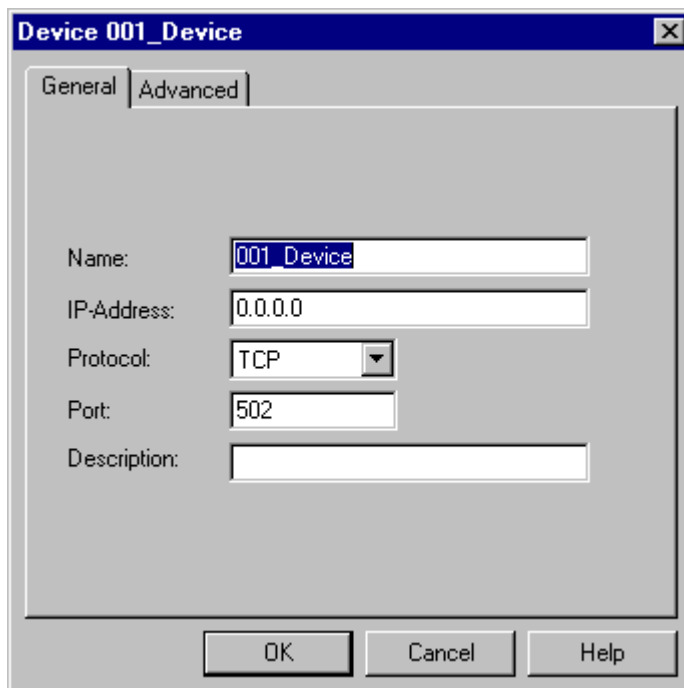 Device 001_Device
General Advanced
Name: 001_Device
IP-Address: 0.0.0.0
Protocol: TCP
Port: 502
Description:
OK Cancel Help